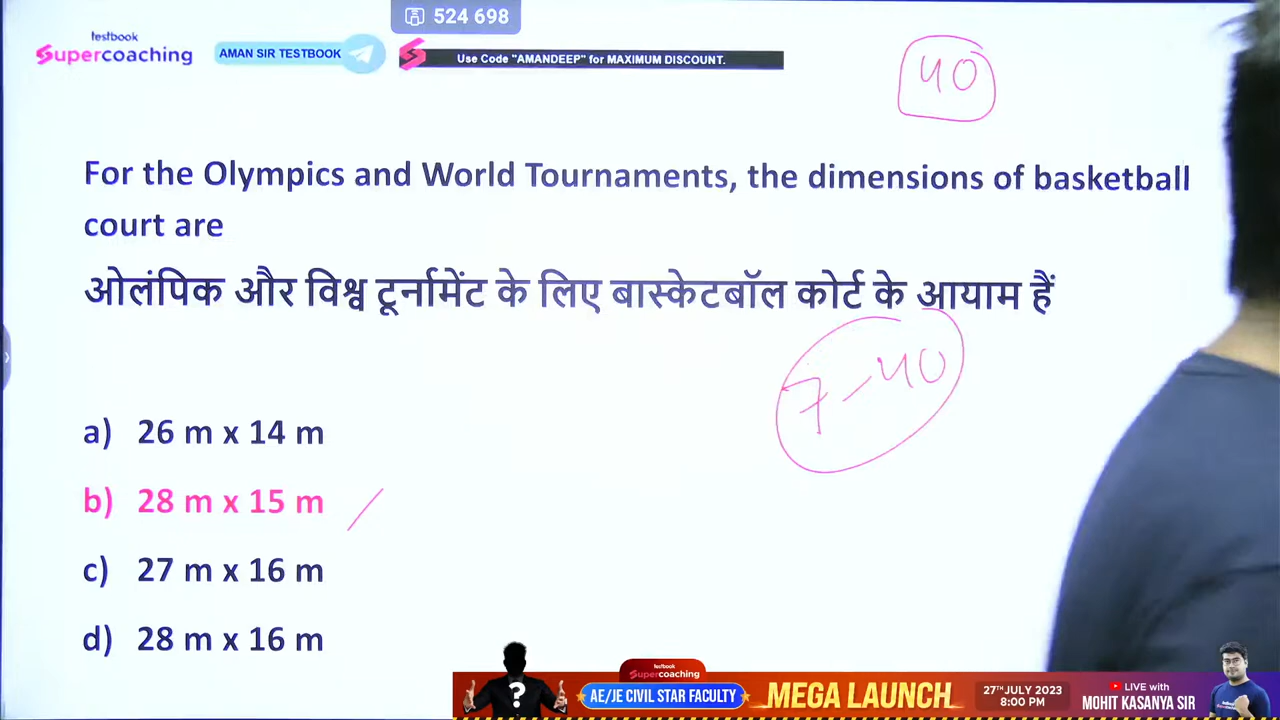 524 698
testbook
Supercoaching
AMAN SIR TESTBOOK
Use Code "AMANDEEP" for MAXIMUM DISCOUNT.
40
For the Olympics and World Tournaments, the dimensions of basketball
court are
ओलंपिक और विश्व टूर्नामेंट के लिए बास्केटबॉल कोर्ट के आयाम हैं
7-40
a) 26 m x 14 m
b) 28 m x 15 m
c) 27 m x 16 m
d) 28 m x 16 m
testbook
Supercoaching
?
AE/JE CIVIL STAR FACULTY
MEGA LAUNCH
27TH JULY 2023
8:00 PM
LIVE with
MOHIT KASANYA SIR